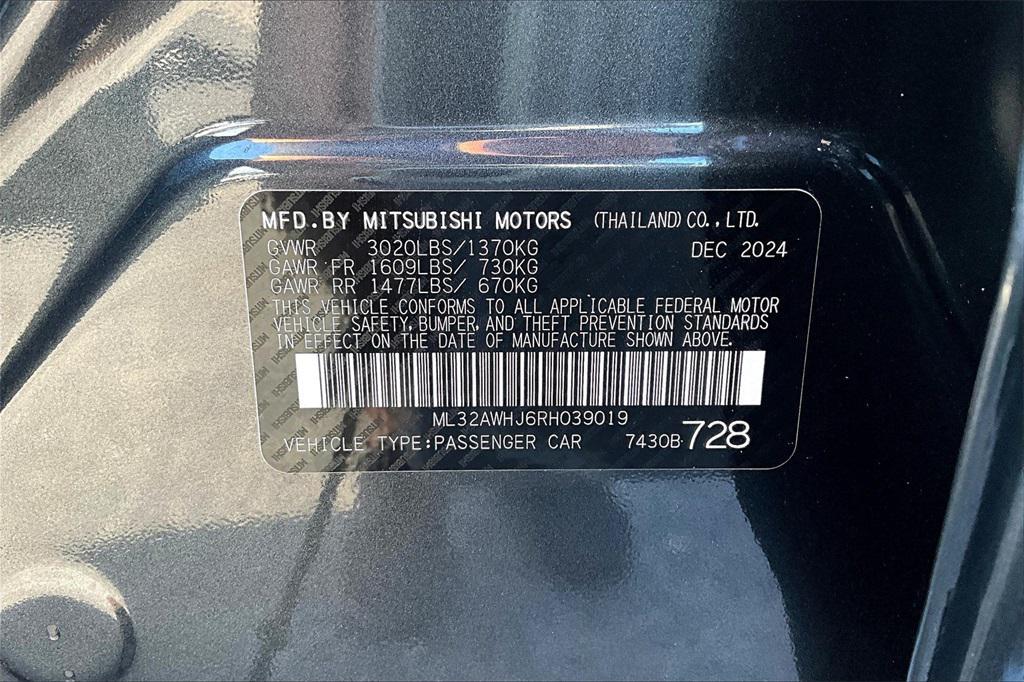 MFD.BY MITSUBISHI MOTORS (THAILAND) CO.,LTD.
GVWR 3020LBS/1370KG DEC 2024
GAWR FR 1609LBS/ 730KG
GAWR RR 1477LBS/ 670KG
THIS VEHICLE CONFORMS TO ALL APPLICABLE FEDERAL MOTOR
VEHICLE SAFETY, BUMPER, AND THEFT PREVENTION STANDARDS
IN EFFECT ON THE DATE OF MANUFACTURE SHOWN ABOVE.
ML32AWHJ6RH039019
VEHICLE TYPE:PASSENGER CAR 7430B·728